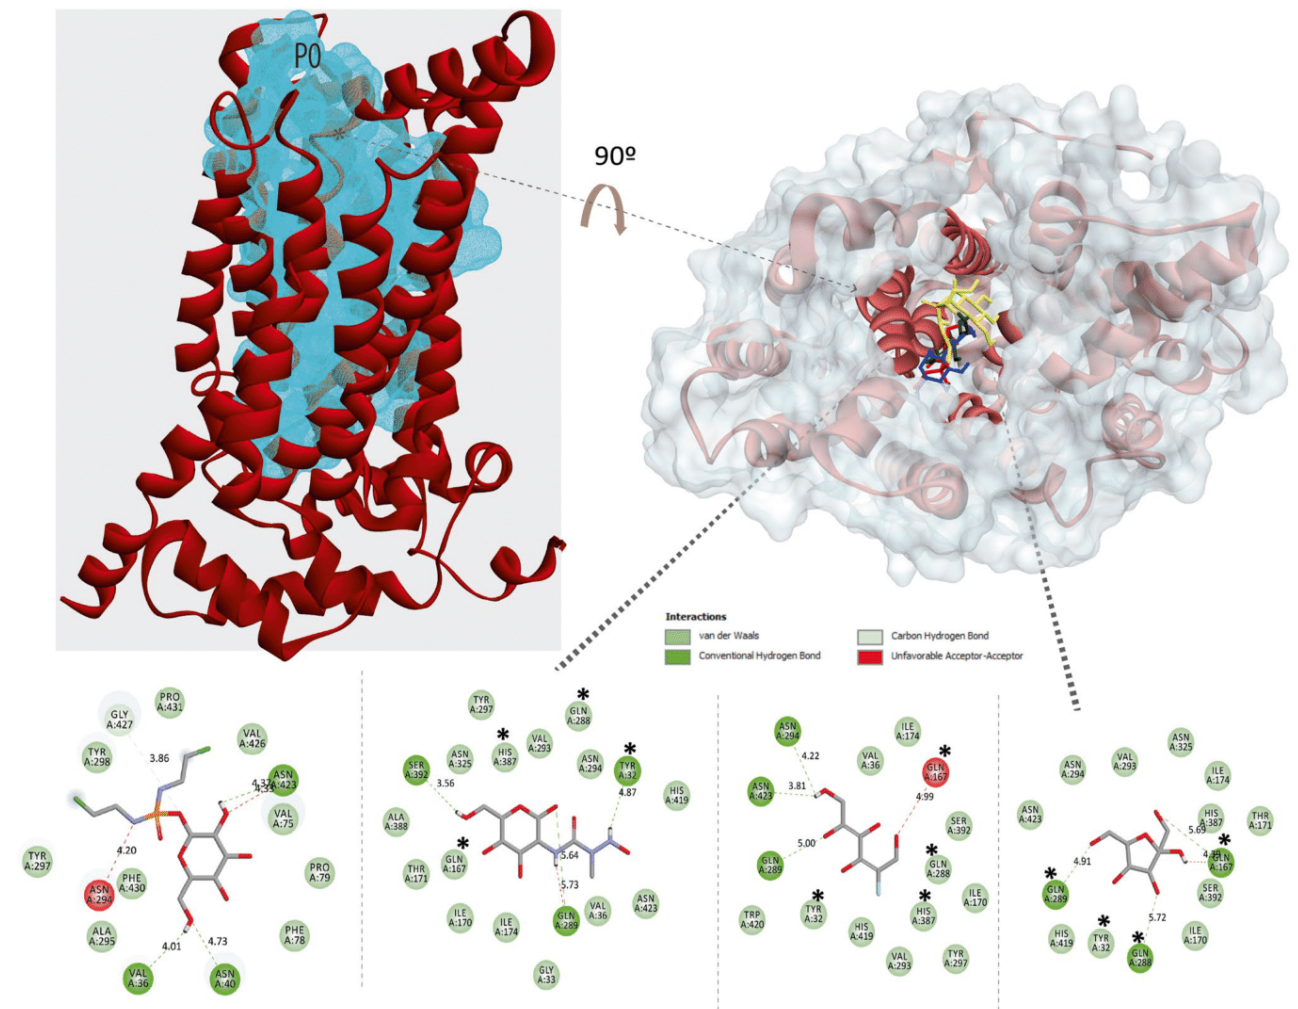 P0
90º
Interactions
van der Waals
Conventional Hydrogen Bond
Carbon Hydrogen Bond
Unfavorable Acceptor-Acceptor
PRO
A:431
GLY
A:427
VAL
A:426
TYR
A:298
3.86
ASN
A:423
4.37
4.33
VAL
A:75
4.20
TYR
A:297
PHE
A:430
PRO
A:79
ASN
A:294
ALA
A:295
PHE
A:78
4.01
4.73
VAL
A:36
ASN
A:40
TYR
A:297
*
GLN
A:288
*
HIS
A:387
VAL
A:293
ASN
A:325
*
TYR
A:32
SER
A:392
ASN
A:294
3.56
4.87
HIS
A:419
ALA
A:388
*
GLN
A:167
THR
A:171
5.64
5.73
ILE
A:170
ILE
A:174
GLN
A:289
VAL
A:36
ASN
A:423
GLY
A:33
ASN
A:294
ILE
A:174
*
GLN
A:167
VAL
A:36
4.22
ASN
A:423
3.81
4.99
SER
A:392
5.00
GLN
A:289
*
GLN
A:288
ILE
A:170
TRP
A:420
*
TYR
A:32
*
HIS
A:387
HIS
A:419
VAL
A:293
TYR
A:297
ASN
A:325
VAL
A:293
ASN
A:294
ILE
A:174
ASN
A:423
HIS
A:387
THR
A:171
5.69
*
GLN
A:167
4.91
*
GLN
A:289
SER
A:392
5.72
HIS
A:419
*
TYR
A:32
*
GLN
A:288
ILE
A:170